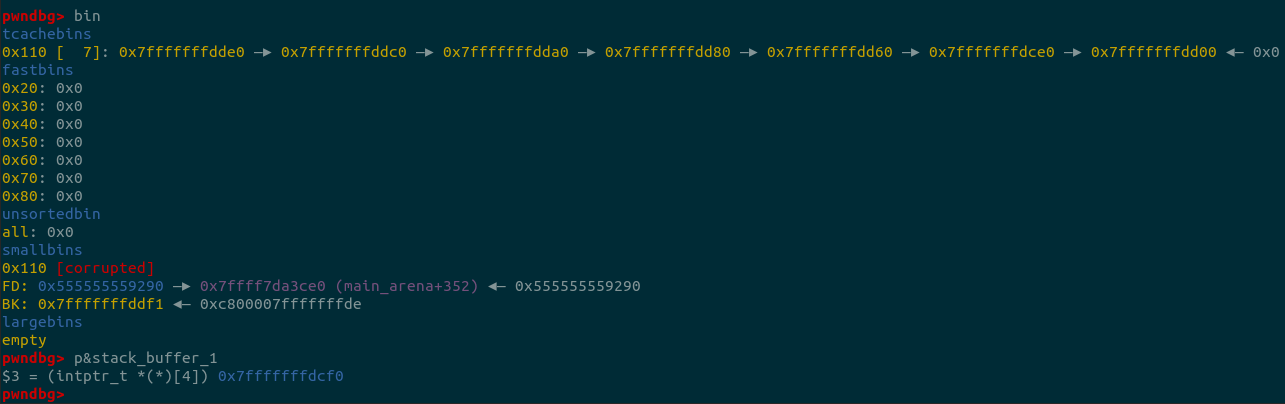 pwndbg> bin
tcachebins
0x110 [  7]: 0x7fffffffdde0 —▸ 0x7fffffffddc0 —▸ 0x7fffffffdda0 —▸ 0x7fffffffdd80 —▸ 0x7fffffffdd60 —▸ 0x7fffffffdce0 —▸ 0x7fffffffdd00 ◂— 0x0
fastbins
0x20: 0x0
0x30: 0x0
0x40: 0x0
0x50: 0x0
0x60: 0x0
0x70: 0x0
0x80: 0x0
unsortedbin
all: 0x0
smallbins
0x110 [corrupted]
FD: 0x555555559290 —▸ 0x7ffff7da3ce0 (main_arena+352) ◂— 0x555555559290
BK: 0x7fffffffddf1 ◂— 0xc800007fffffffde
largebins
empty
pwndbg> p&stack_buffer_1
$3 = (intptr_t *(*)[4]) 0x7fffffffdcf0
pwndbg>